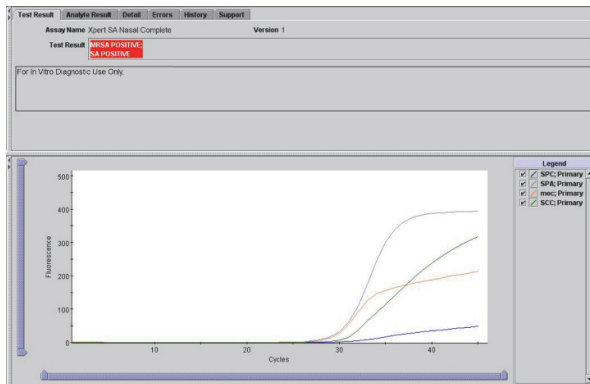 Test Result Analyte Result Detail Errors History Support
Assay Name Xpert SA Nasal Complete Version 1
Test Result MRSA POSITIVE;
SA POSITIVE
For In Vitro Diagnostic Use Only.
Legend
SPC; Primary
SPA; Primary
mec; Primary
SCC; Primary
500
400
300
200
100
0
Fluorescence
10 20 30 40
Cycles